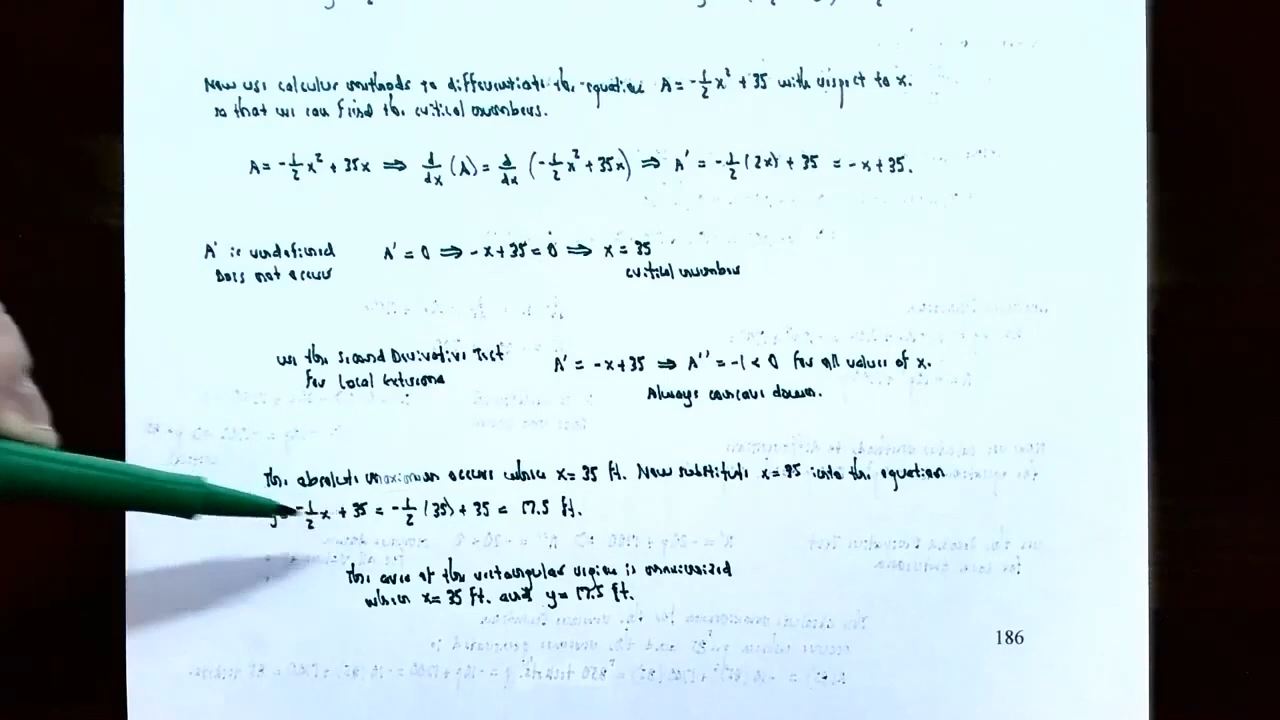 Now use calculus methods to differentiate the equation A = -1/2 x² + 35 with respect to x.
so that we can find the critical numbers.
A = -1/2 x² + 35x ⟹ d/dx (A) = d/dx (-1/2 x² + 35x) ⟹ A' = -1/2 (2x) + 35 = -x + 35.
A' is undefined A' = 0 ⟹ -x + 35 = 0 ⟹ x = 35
Does not occur critical number
use the Second Derivative Test A' = -x + 35 ⟹ A'' = -1 < 0 for all values of x.
for Local Extrema Always concave down.
The absolute maximum occurs when x = 35 ft. Now substitute x = 35 into the equation
y = -1/2 x + 35 = -1/2 (35) + 35 = 17.5 ft.
The area of the rectangular region is maximized
when x = 35 ft. and y = 17.5 ft.
186